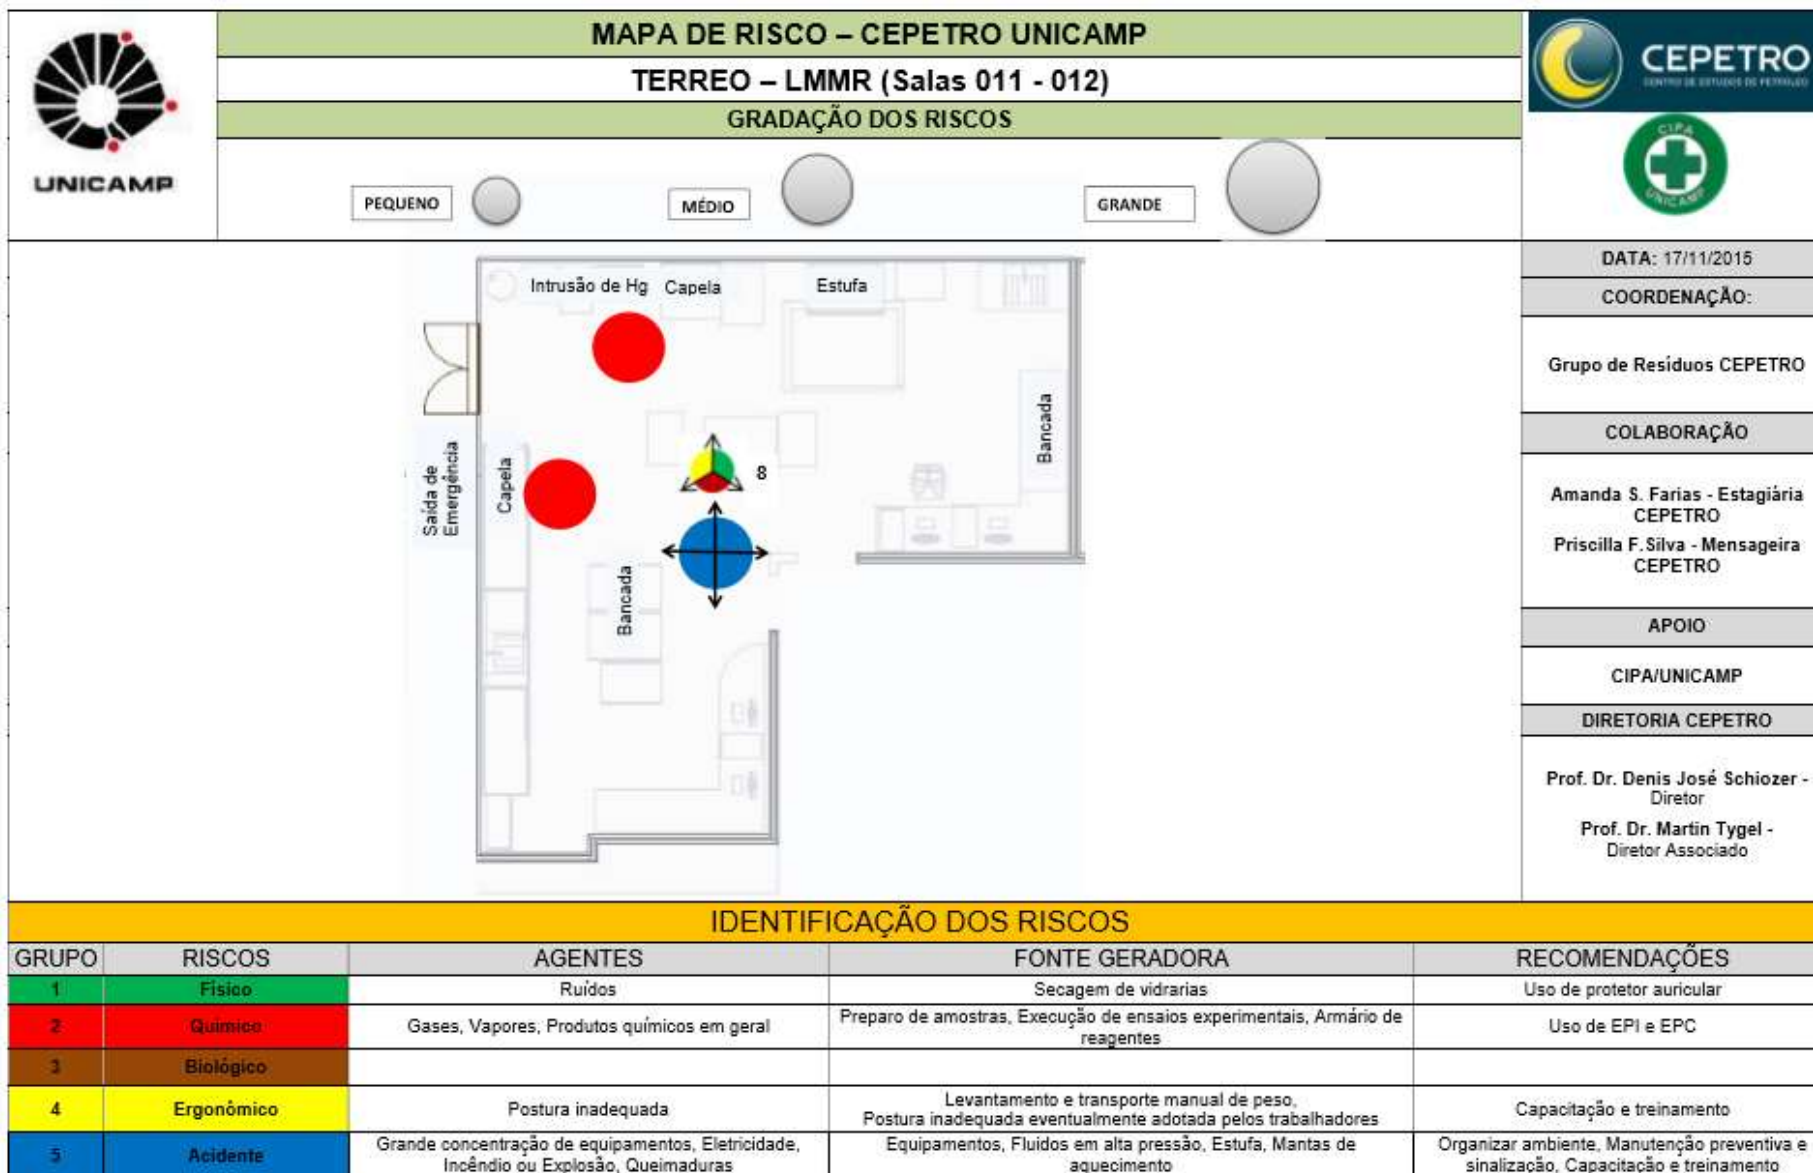 MAPA DE RISCO – CEPETRO UNICAMP
TERREO – LMMR (Salas 011 - 012)
GRADAÇÃO DOS RISCOS
UNICAMP
PEQUENO
MÉDIO
GRANDE
CEPETRO
CENTRO DE ESTUDOS DE PETRÓLEO
CIPA
UNICAMP
DATA: 17/11/2015
COORDENAÇÃO:
Grupo de Resíduos CEPETRO
COLABORAÇÃO
Amanda S. Farias - Estagiária
CEPETRO
Priscilla F.Silva - Mensageira
CEPETRO
APOIO
CIPA/UNICAMP
DIRETORIA CEPETRO
Prof. Dr. Denis José Schiozer -
Diretor
Prof. Dr. Martin Tygel -
Diretor Associado
Intrusão de Hg
Capela
Estufa
Saída de
Emergência
Capela
8
Bancada
Bancada
IDENTIFICAÇÃO DOS RISCOS
GRUPO RISCOS AGENTES FONTE GERADORA RECOMENDAÇÕES
1 Físico Ruídos Secagem de vidrarias Uso de protetor auricular
2 Químico Gases, Vapores, Produtos químicos em geral Preparo de amostras, Execução de ensaios experimentais, Armário de
reagentes
Uso de EPI e EPC
3 Biológico
4 Ergonômico Postura inadequada Levantamento e transporte manual de peso,
Postura inadequada eventualmente adotada pelos trabalhadores
Capacitação e treinamento
5 Acidente Grande concentração de equipamentos, Eletricidade,
Incêndio ou Explosão, Queimaduras
Equipamentos, Fluidos em alta pressão, Estufa, Mantas de
aquecimento
Organizar ambiente, Manutenção preventiva e
sinalização, Capacitação e treinamento